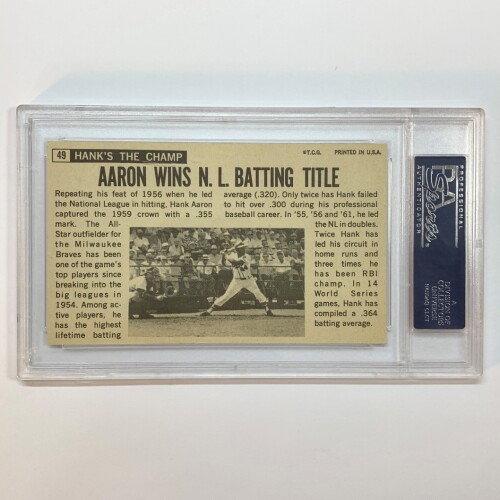 49 HANK'S THE CHAMP
©T.C.G. PRINTED IN U.S.A.
AARON WINS N. L. BATTING TITLE
Repeating his feat of 1956 when he led
the National League in hitting, Hank Aaron
captured the 1959 crown with a .355
mark. The All-
Star outfielder for
the Milwaukee
Braves has been
one of the game's
top players since
breaking into the
big leagues in
1954. Among ac-
tive players, he
has the highest
lifetime batting
average (.320). Only twice has Hank failed
to hit over .300 during his professional
baseball career. In '55, '56 and '61, he led
the NL in doubles.
Twice Hank has
led his circuit in
home runs and
three times he
has been RBI
champ. In 14
World Series
games, Hank has
compiled a .364
batting average.
PROFESSIONAL
PSA
SPORTS
AUTHENTICATOR
A
DIVISION OF
COLLECTORS
UNIVERSE